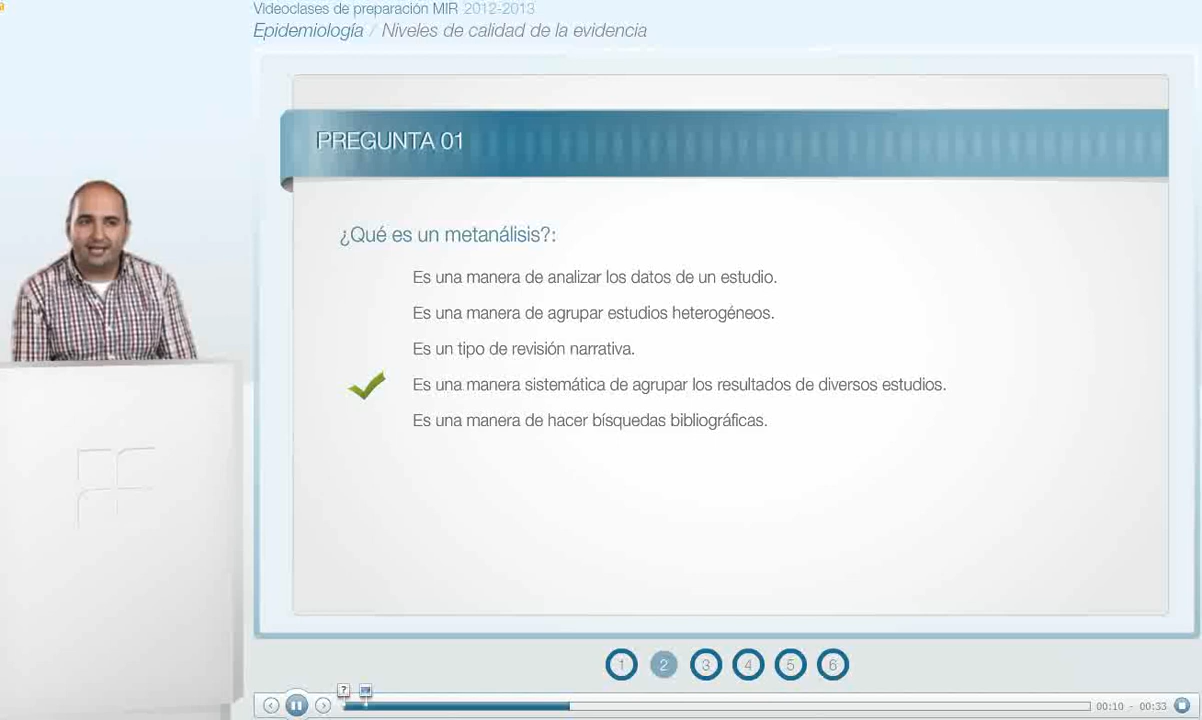 Videoclases de preparación MIR 2012-2013
Epidemiología / Niveles de calidad de la evidencia
PREGUNTA 01
¿Qué es un metanálisis?:
Es una manera de analizar los datos de un estudio.
Es una manera de agrupar estudios heterogéneos.
Es un tipo de revisión narrativa.
Es una manera sistemática de agrupar los resultados de diversos estudios.
Es una manera de hacer bísquedas bibliográficas.
1 2 3 4 5 6
?
00:10 - 00:33